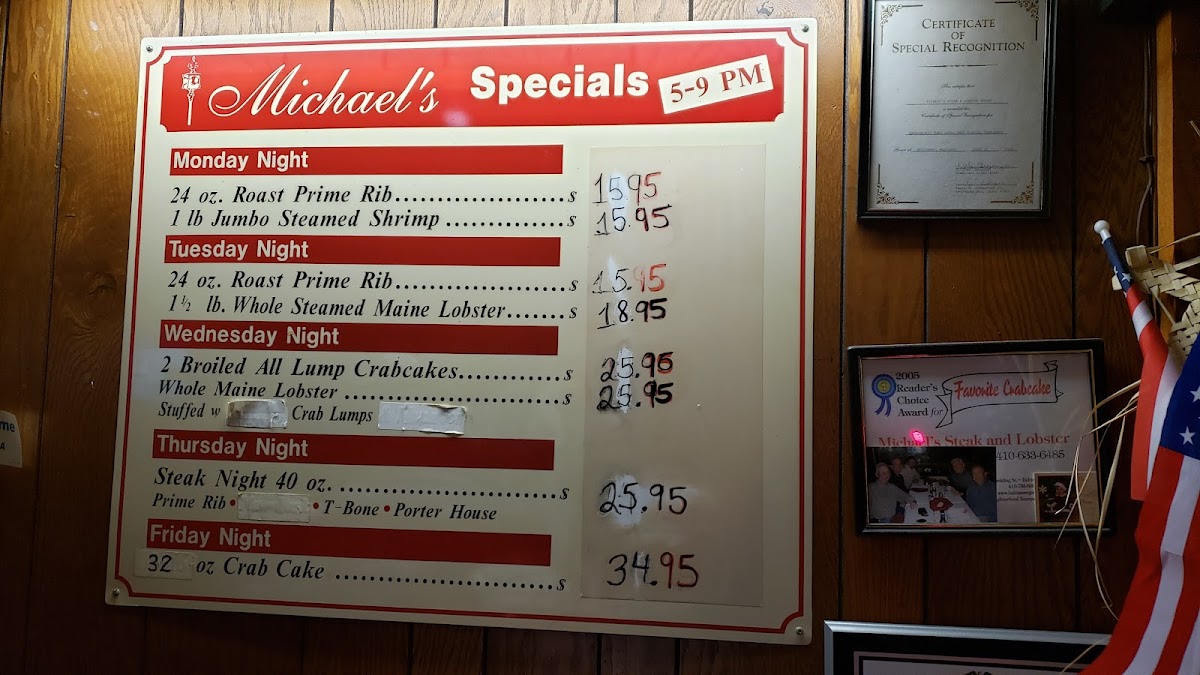 Michael's Specials 5-9 PM
Monday Night
24 oz. Roast Prime Rib.....................$ 15.95
1 lb Jumbo Steamed Shrimp ................$ 15.95
Tuesday Night
24 oz. Roast Prime Rib.....................$ 15.95
1 1/2 lb. Whole Steamed Maine Lobster.......$ 18.95
Wednesday Night
2 Broiled All Lump Crabcakes.............$ 25.95
Whole Maine Lobster ..........................$ 25.95
Stuffed w Crab Lumps
Thursday Night
Steak Night 40 oz. ...........................$ 25.95
Prime Rib • • T-Bone • Porter House
Friday Night
32 oz Crab Cake ...........................$ 34.95
CERTIFICATE
OF
SPECIAL RECOGNITION
2005
Reader's
Choice
Award for
Favorite Crabcake
Michael's Steak and Lobster
410-633-6485